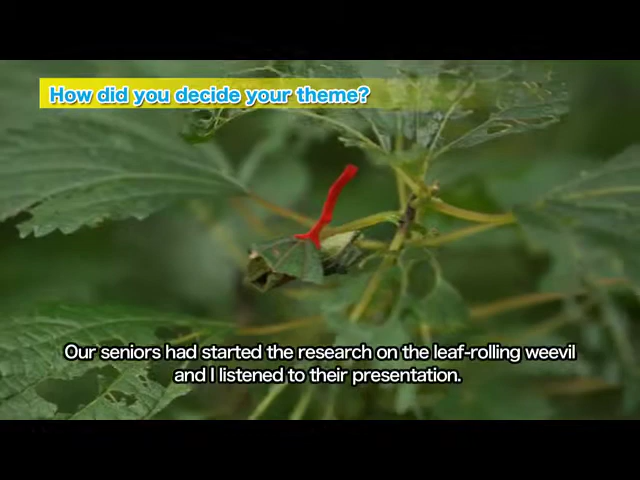 How did you decide your theme?
Our seniors had started the research on the leaf-rolling weevil
and I listened to their presentation.